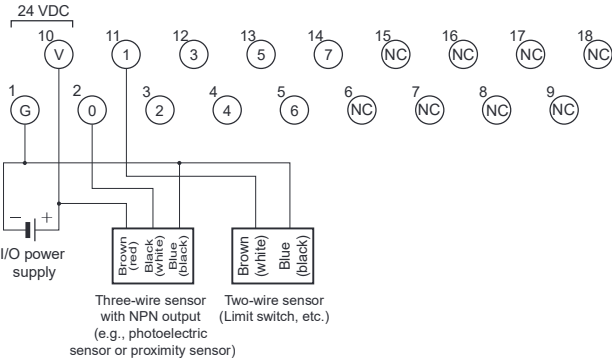 24 VDC
10 11 12 13 14 15 16 17 18
V 1 3 5 7 NC NC NC NC
1 2 3 4 5 6 7 8 9
G 0 2 4 6 NC NC NC NC
− +
I/O power
supply
Brown
(red)
Black
(white)
Blue
(black)
Brown
(white)
Blue
(black)
Three-wire sensor
with NPN output
(e.g., photoelectric
sensor or proximity sensor)
Two-wire sensor
(Limit switch, etc.)